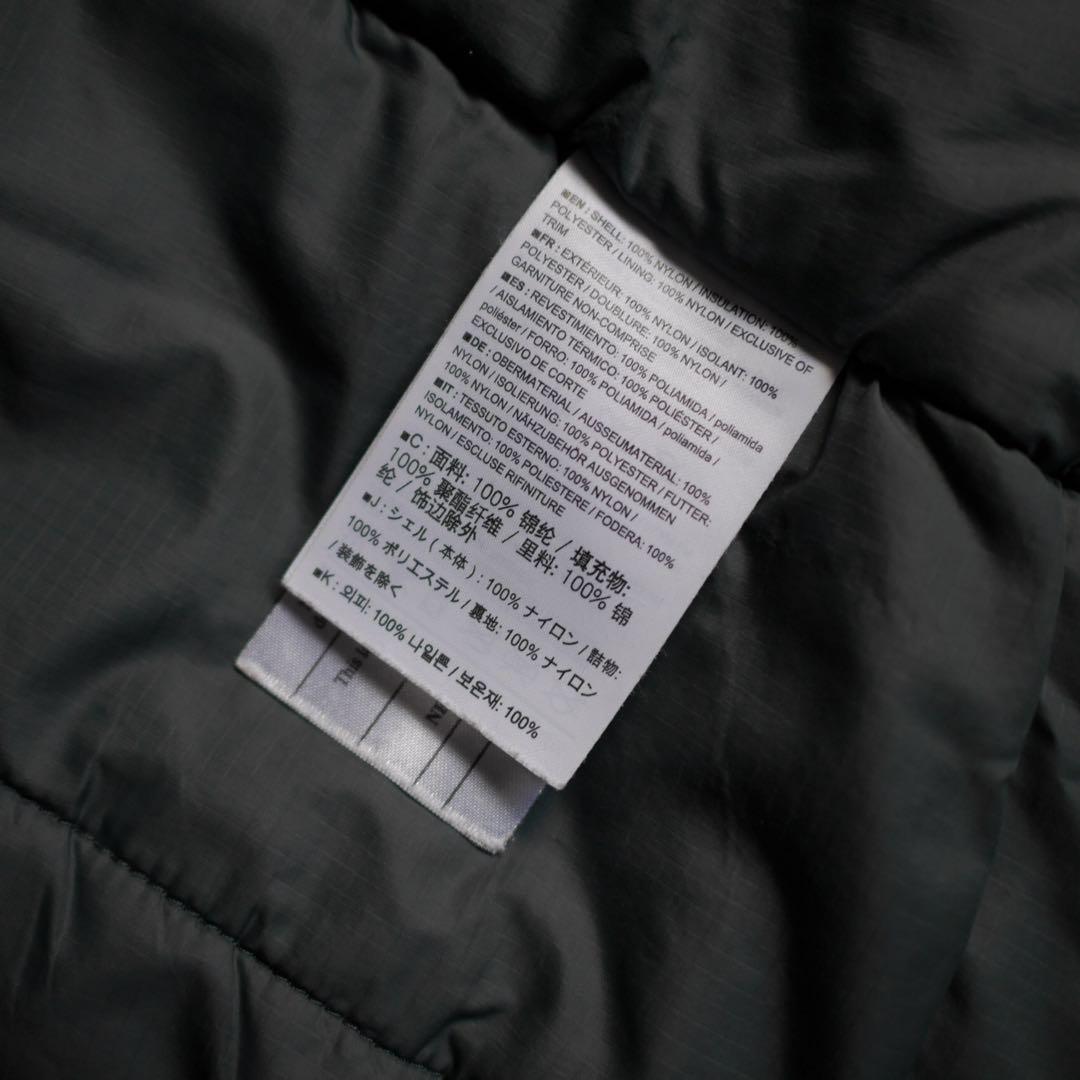 ■EN : SHELL: 100% NYLON / INSULATION: 100%
POLYESTER / LINING: 100% NYLON / EXCLUSIVE OF
TRIM
■FR : EXTÉRIEUR: 100% NYLON / ISOLANT: 100%
POLYESTER / DOUBLURE: 100% NYLON /
GARNITURE NON-COMPRISE
■ES : REVESTIMIENTO: 100% POLIAMIDA / poliamida
/ AISLAMIENTO TÉRMICO: 100% POLIÉSTER /
poliéster / FORRO: 100% POLIAMIDA / poliamida /
EXCLUSIVO DE CORTE
■DE : OBERMATERIAL / AUSSEUMATERIAL: 100%
NYLON / ISOLIERUNG: 100% POLYESTER / FUTTER:
100% NYLON / NÄHZUBEHÖR AUSGENOMMEN
■IT : TESSUTO ESTERNO: 100% NYLON /
ISOLAMENTO: 100% POLIESTERE / FODERA: 100%
NYLON / ESCLUSE RIFINITURE
■C : 面料: 100% 锦纶 / 填充物:
100% 聚酯纤维 / 里料: 100% 锦
纶 / 饰边除外
■J : シェル ( 本体 ) : 100% ナイロン / 詰物:
100% ポリエステル / 裏地: 100% ナイロン
/ 装飾を除く
■K : 외피: 100% 나일론 / 보온재: 100%
This